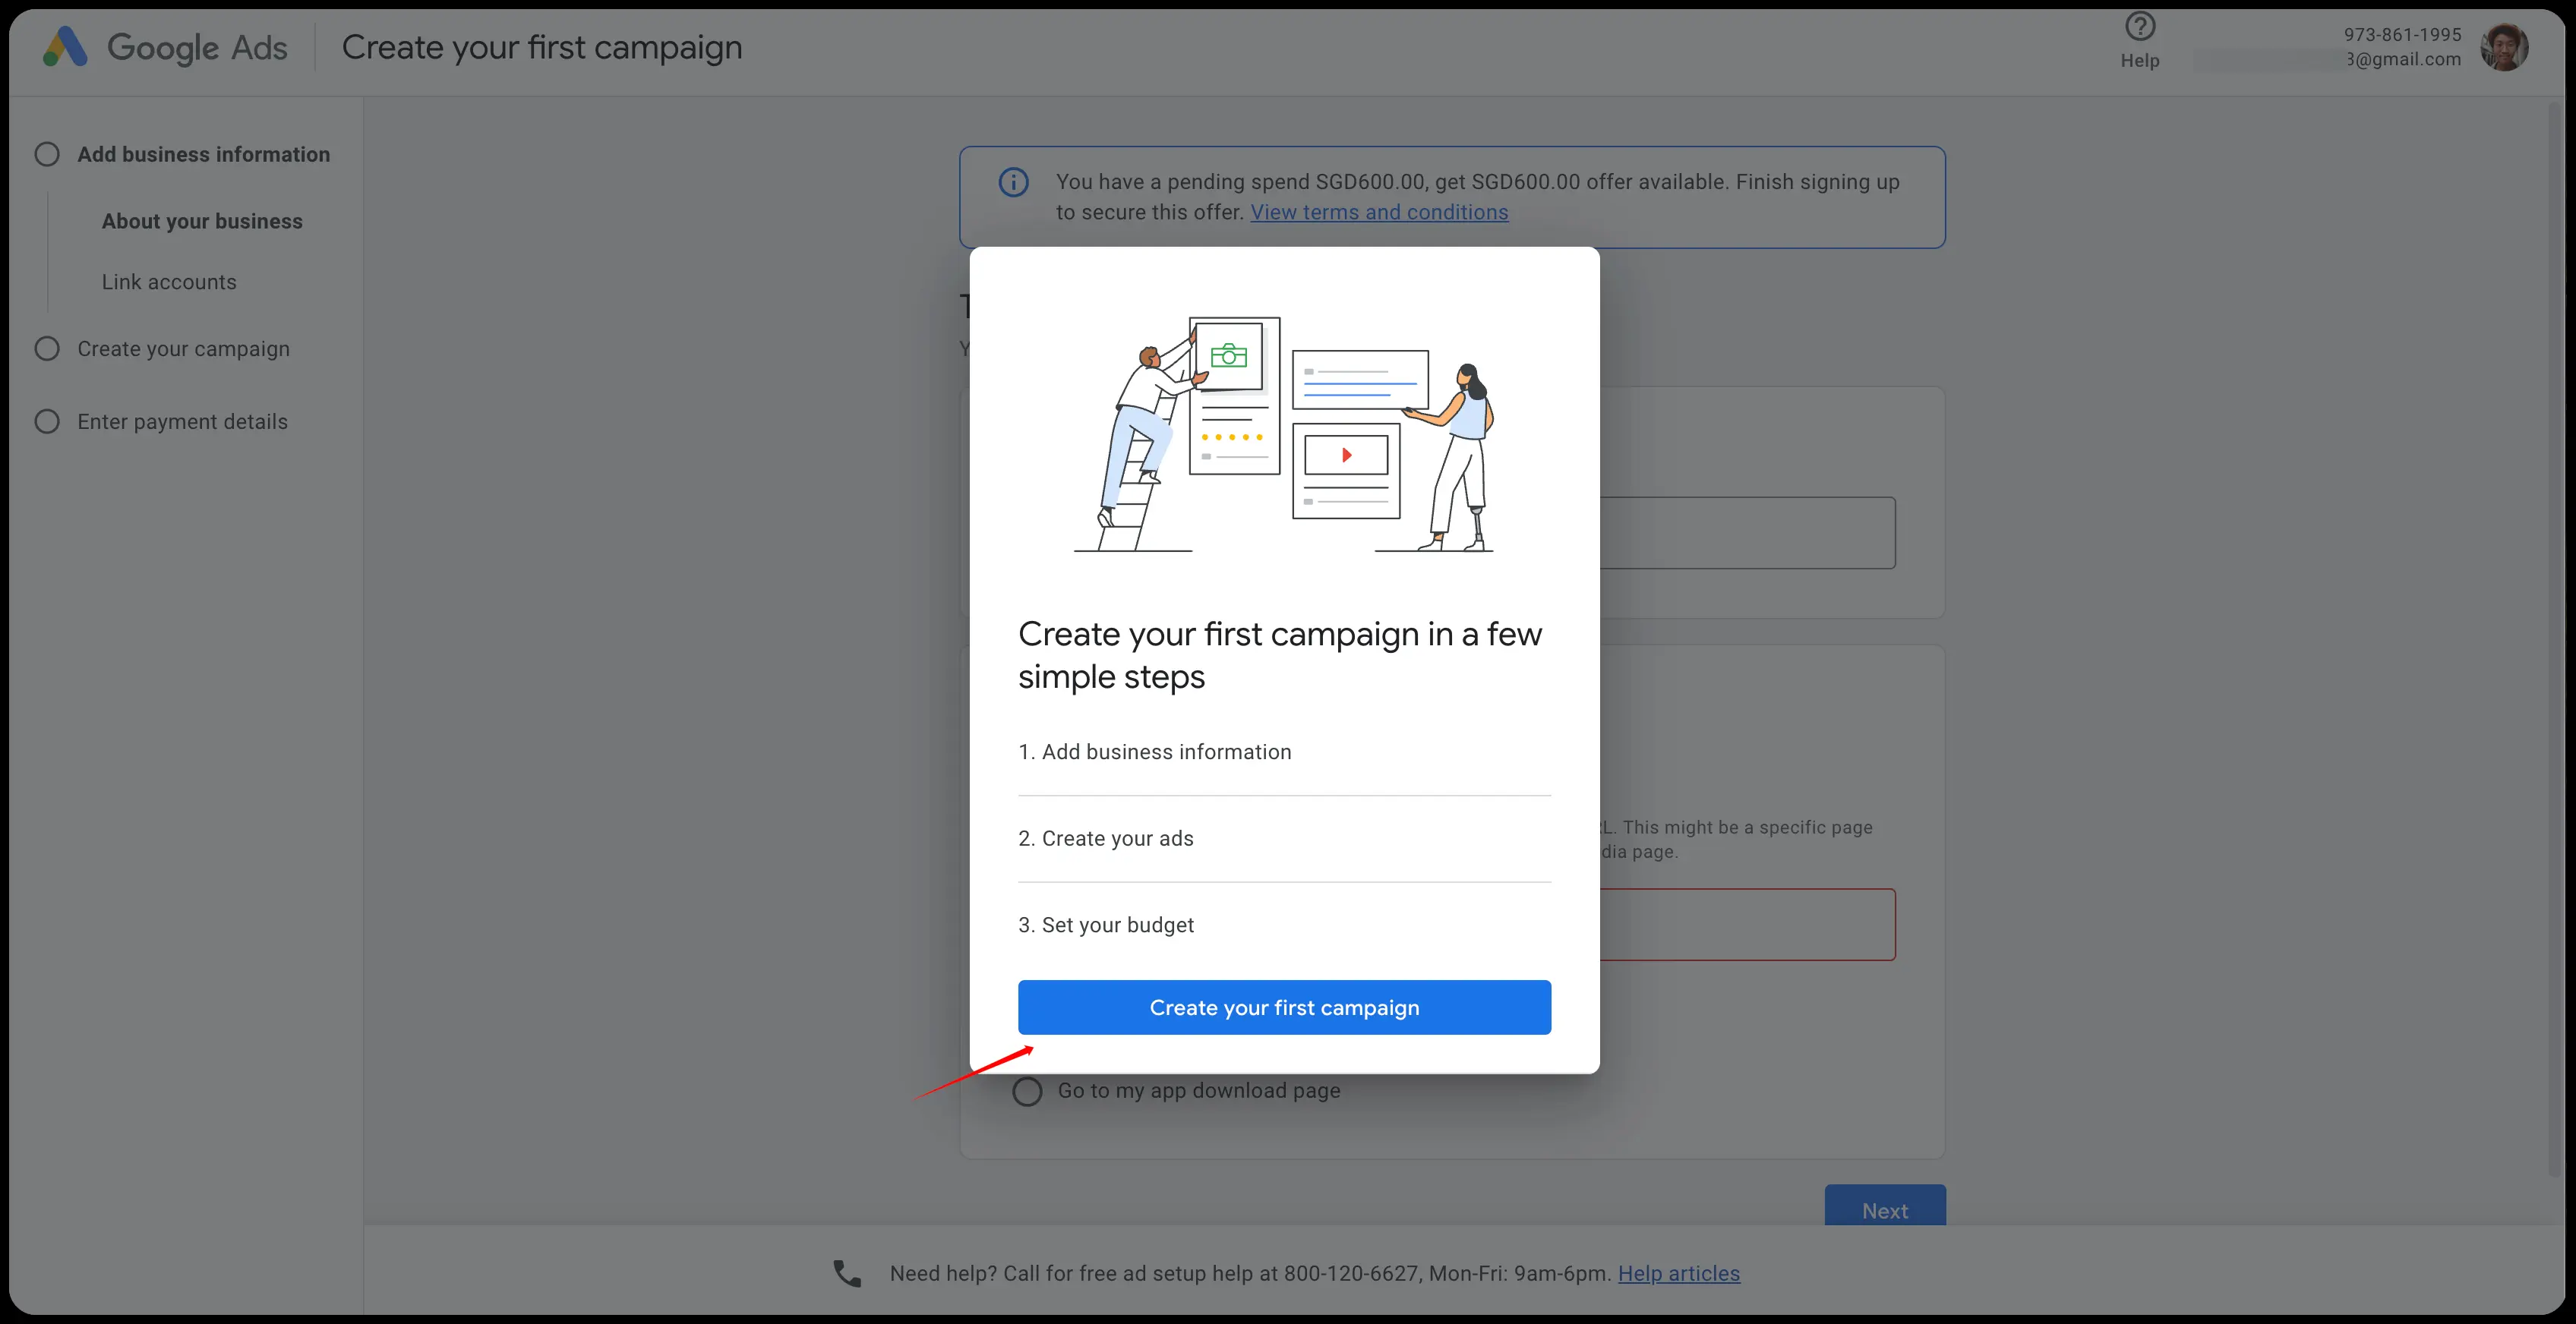 Google Ads
Create your first campaign
Help
973-861-1995
3@gmail.com
Add business information
About your business
Link accounts
Create your campaign
Enter payment details
You have a pending spend SGD600.00, get SGD600.00 offer available. Finish signing up
to secure this offer. View terms and conditions
Create your first campaign in a few
simple steps
1. Add business information
2. Create your ads
3. Set your budget
Create your first campaign
This might be a specific page
page.
Go to my app download page
Next
Need help? Call for free ad setup help at 800-120-6627, Mon-Fri: 9am-6pm. Help articles